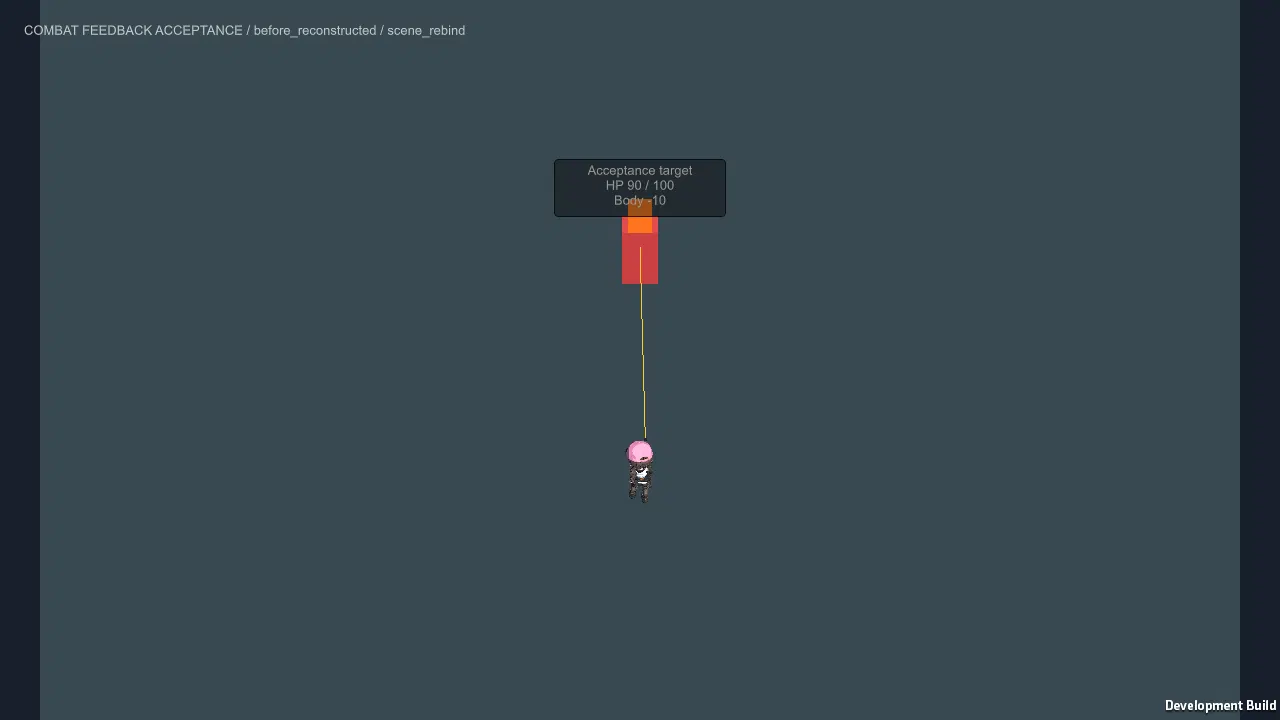 COMBAT FEEDBACK ACCEPTANCE / before_reconstructed / scene_rebind
Acceptance target
HP 90 / 100
Body -10
Development Build